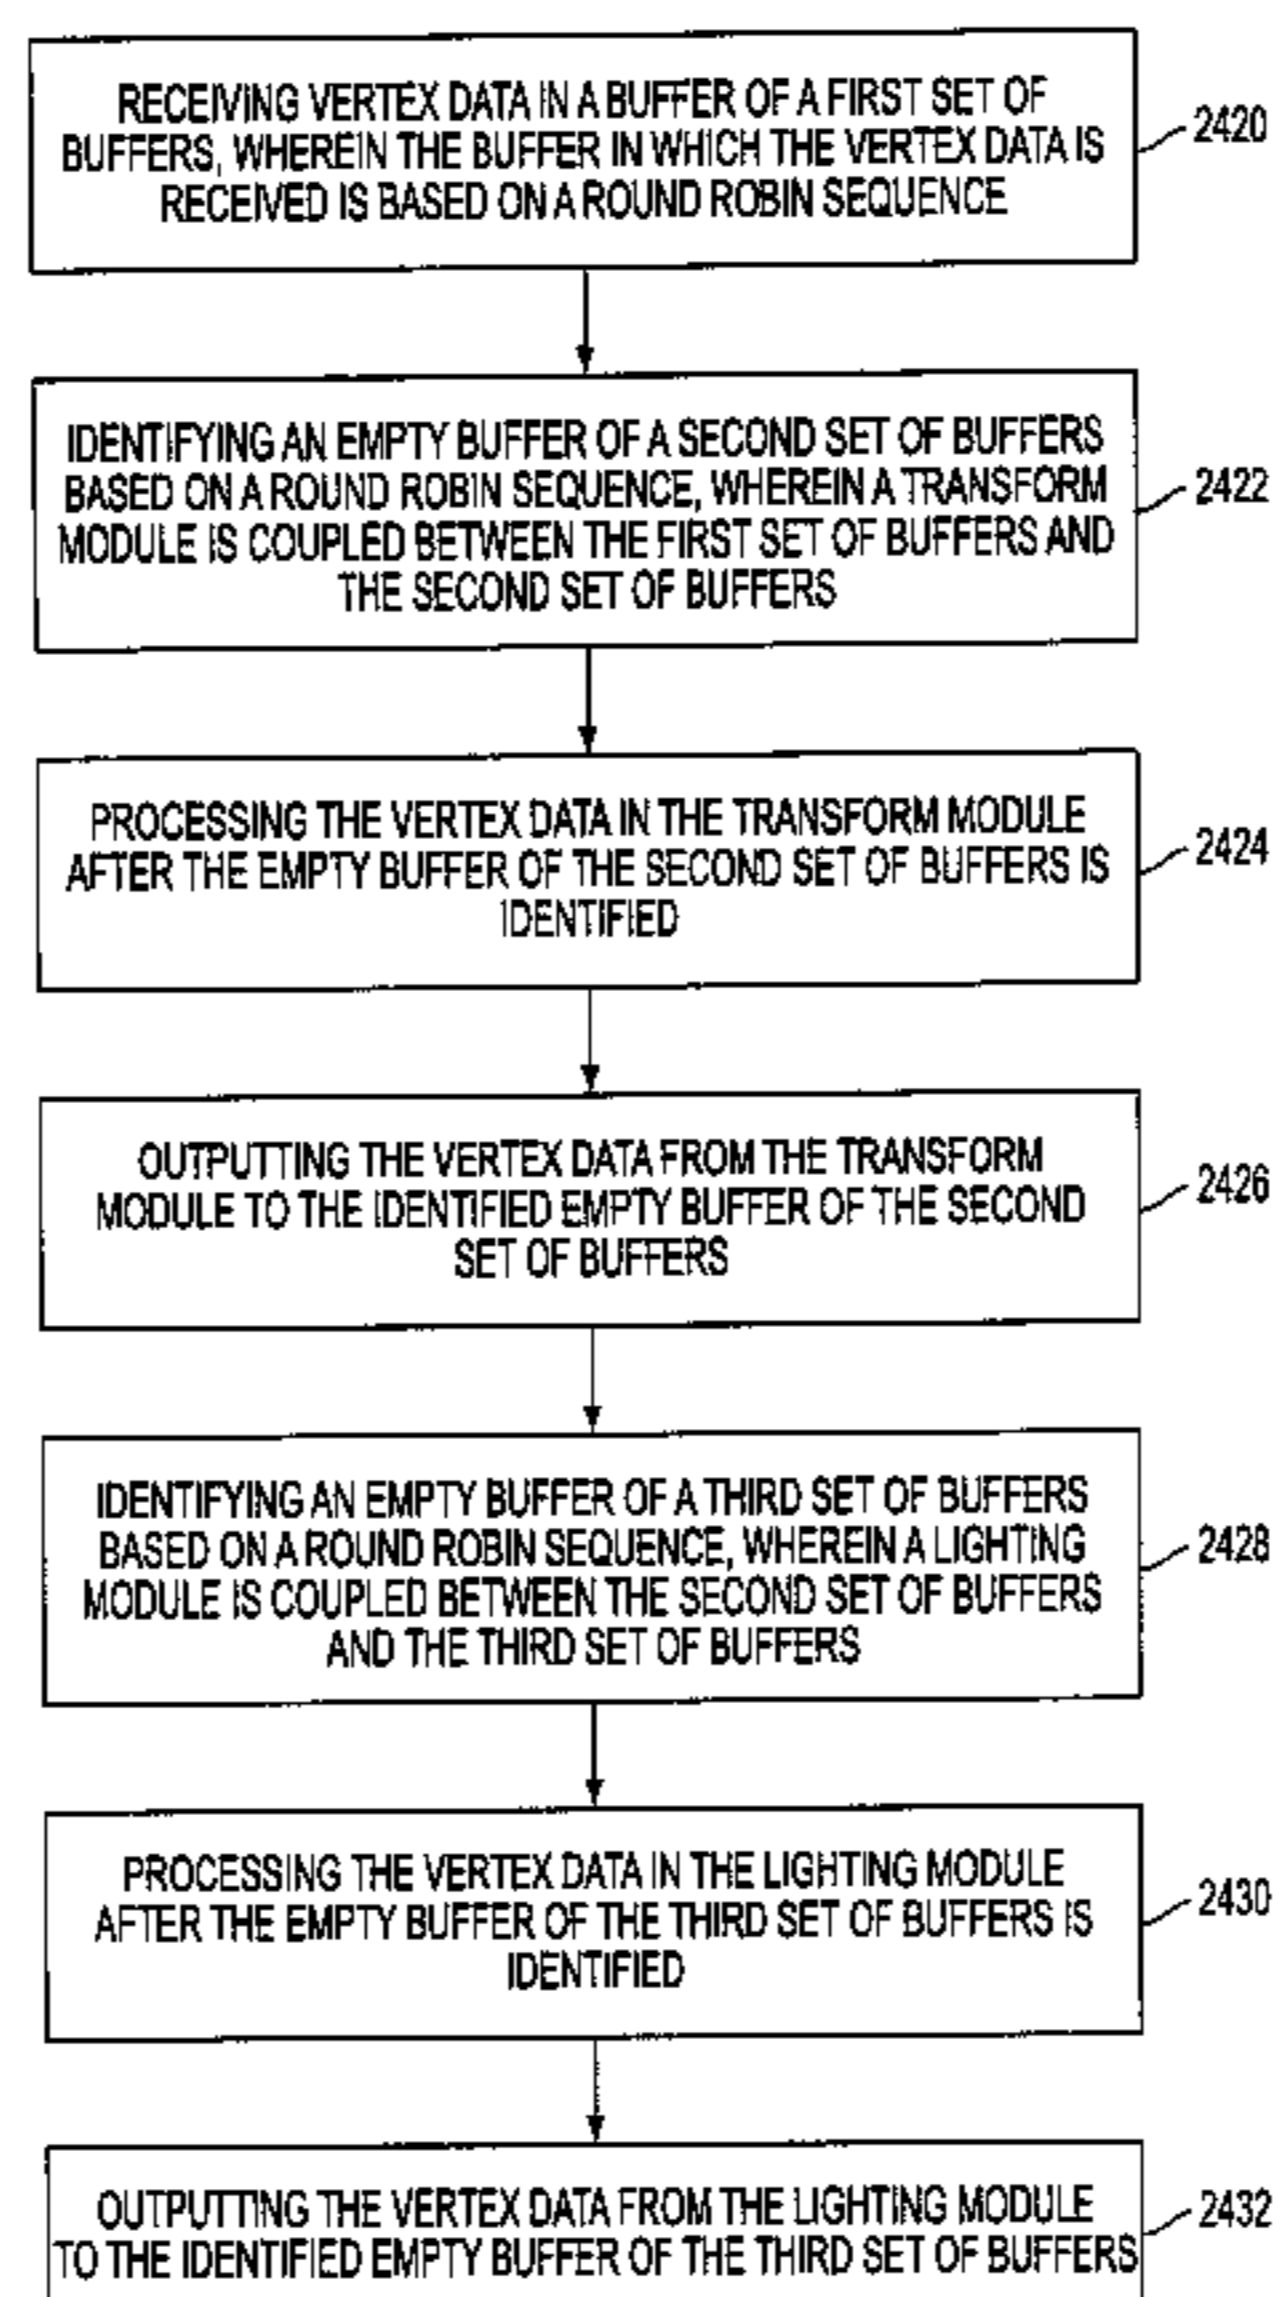 RECEIVING VERTEX DATA IN A BUFFER OF A FIRST SET OF
BUFFERS, WHEREIN THE BUFFER IN WHICH THE VERTEX DATA IS
RECEIVED IS BASED ON A ROUND ROBIN SEQUENCE
2420
IDENTIFYING AN EMPTY BUFFER OF A SECOND SET OF BUFFERS
BASED ON A ROUND ROBIN SEQUENCE, WHEREIN A TRANSFORM
MODULE IS COUPLED BETWEEN THE FIRST SET OF BUFFERS AND
THE SECOND SET OF BUFFERS
2422
PROCESSING THE VERTEX DATA IN THE TRANSFORM MODULE
AFTER THE EMPTY BUFFER OF THE SECOND SET OF BUFFERS IS
IDENTIFIED
2424
OUTPUTTING THE VERTEX DATA FROM THE TRANSFORM
MODULE TO THE IDENTIFIED EMPTY BUFFER OF THE SECOND
SET OF BUFFERS
2426
IDENTIFYING AN EMPTY BUFFER OF A THIRD SET OF BUFFERS
BASED ON A ROUND ROBIN SEQUENCE, WHEREIN A LIGHTING
MODULE IS COUPLED BETWEEN THE SECOND SET OF BUFFERS
AND THE THIRD SET OF BUFFERS
2428
PROCESSING THE VERTEX DATA IN THE LIGHTING MODULE
AFTER THE EMPTY BUFFER OF THE THIRD SET OF BUFFERS IS
IDENTIFIED
2430
OUTPUTTING THE VERTEX DATA FROM THE LIGHTING MODULE
TO THE IDENTIFIED EMPTY BUFFER OF THE THIRD SET OF BUFFERS
2432